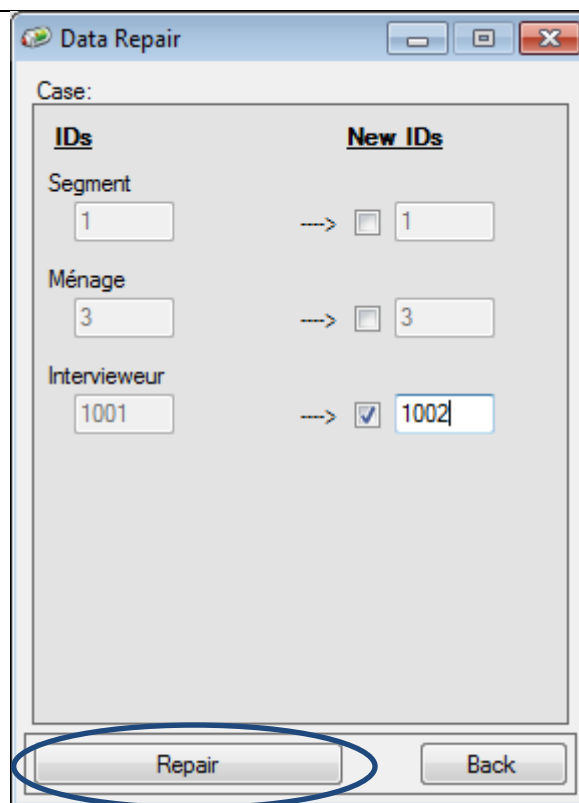 Data Repair
Case:
IDs New IDs
Segment
1 ----> 1
Ménage
3 ----> 3
Intervieweur
1001 ----> 1002
Repair Back